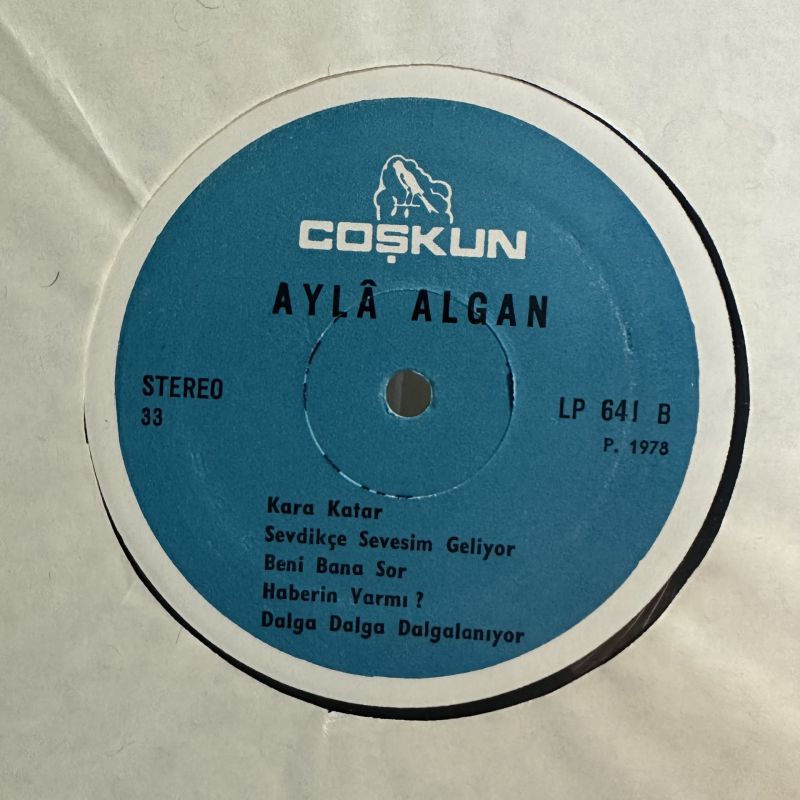 COŞKUN
AYLÂ ALGAN
STEREO
33
LP 641 B
P. 1978
Kara Katar
Sevdikçe Sevesim Geliyor
Beni Bana Sor
Haberin Varmı ?
Dalga Dalga Dalgalanıyor